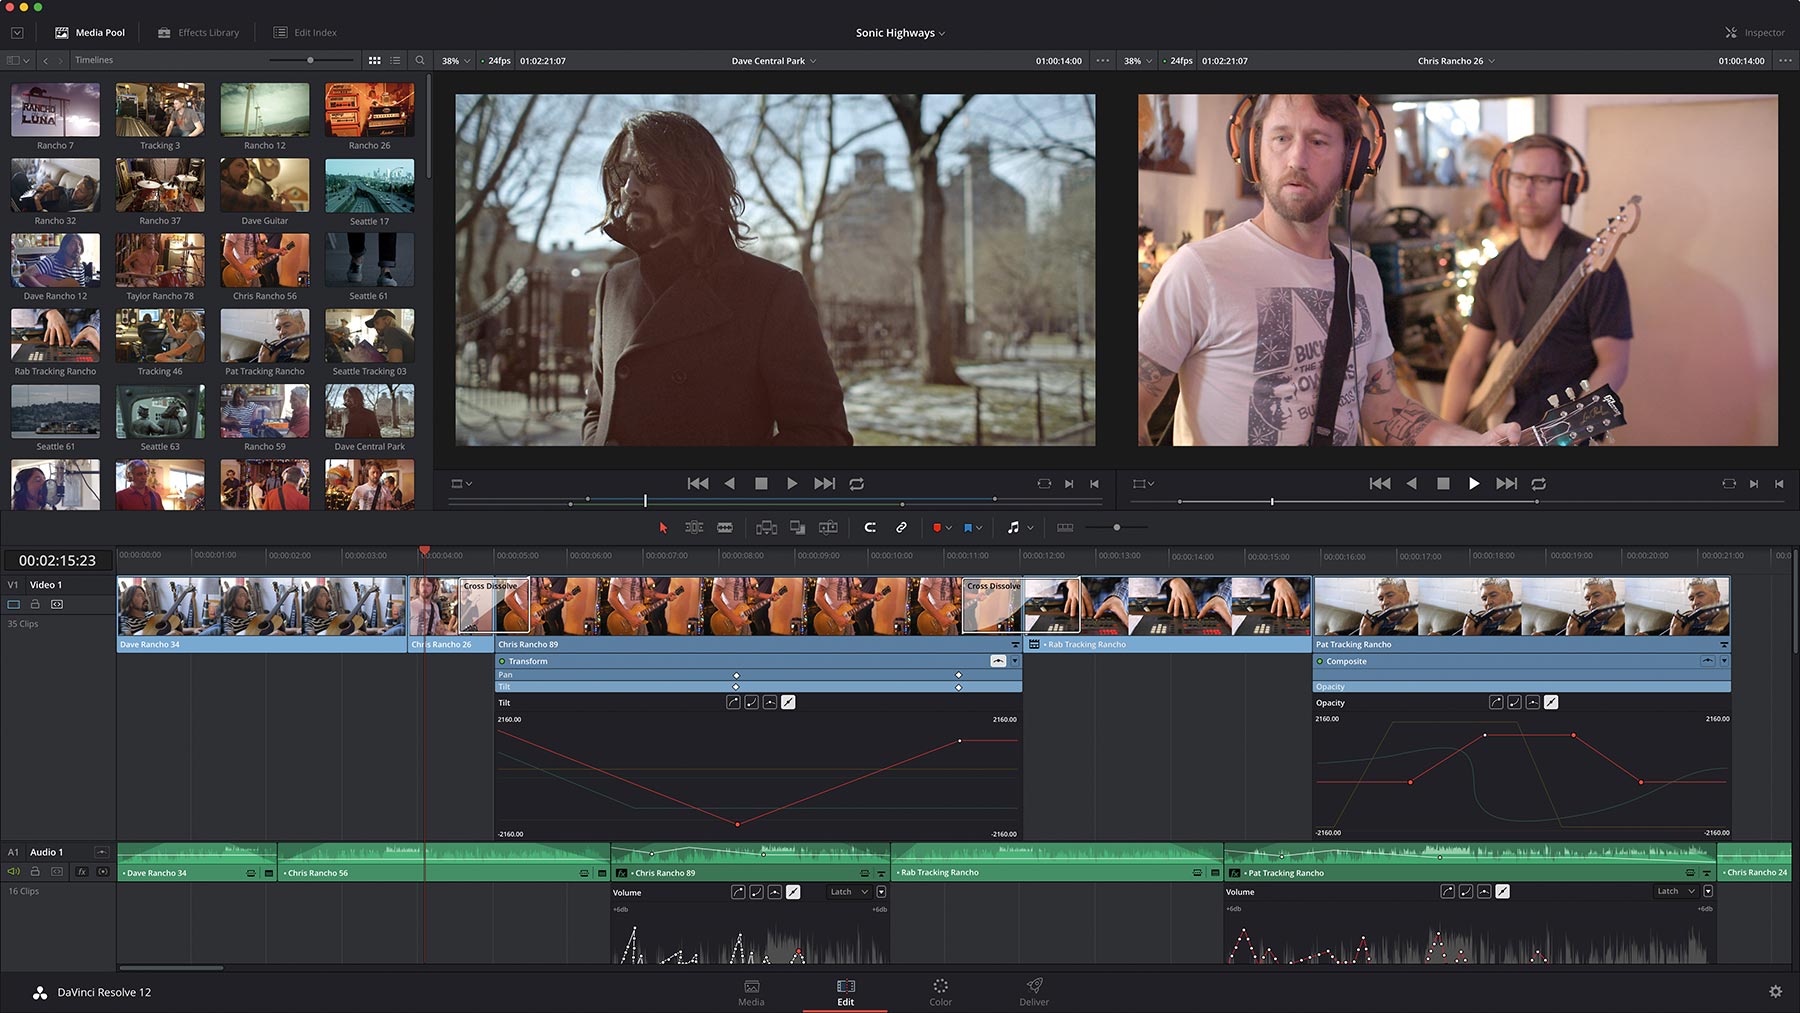 Media Pool
Effects Library
Edit Index
Sonic Highways
Inspector
Timelines
38%
24fps
01:02:21:07
Dave Central Park
01:00:14:00
38%
24fps
01:02:21:07
Chris Rancho 26
01:00:14:00
RANCHO
LUNA
Rancho 7
Tracking 3
Rancho 12
Rancho 26
Rancho 32
Rancho 37
Dave Guitar
Seattle 17
Dave Rancho 12
Taylor Rancho 78
Chris Rancho 56
Seattle 61
Rab Tracking Rancho
Tracking 46
Pat Tracking Rancho
Seattle Tracking 03
Seattle 61
Seattle 63
Rancho 59
Dave Central Park
00:02:15:23
00:00:00:00
00:00:01:00
00:00:02:00
00:00:03:00
00:00:04:00
00:00:05:00
00:00:06:00
00:00:07:00
00:00:08:00
00:00:09:00
00:00:10:00
00:00:11:00
00:00:12:00
00:00:13:00
00:00:14:00
00:00:15:00
00:00:16:00
00:00:17:00
00:00:18:00
00:00:19:00
00:00:20:00
00:00:21:00
V1 Video 1
35 Clips
Cross Dissolve
Cross Dissolve
Dave Rancho 34
Chris Rancho 26
Chris Rancho 89
• Rab Tracking Rancho
Pat Tracking Rancho
Transform
Composite
Pan
Tilt
Opacity
Tilt
Opacity
2160.00
2160.00
2160.00
2160.00
-2160.00
-2160.00
-2160.00
-2160.00
A1 Audio 1
fx
16 Clips
• Dave Rancho 34
• Chris Rancho 56
fx • Chris Rancho 89
• Rab Tracking Rancho
fx • Pat Tracking Rancho
• Chris Rancho 24
Volume
Latch
Volume
Latch
+6db
+6db
+6db
+6db
DaVinci Resolve 12
Media
Edit
Color
Deliver